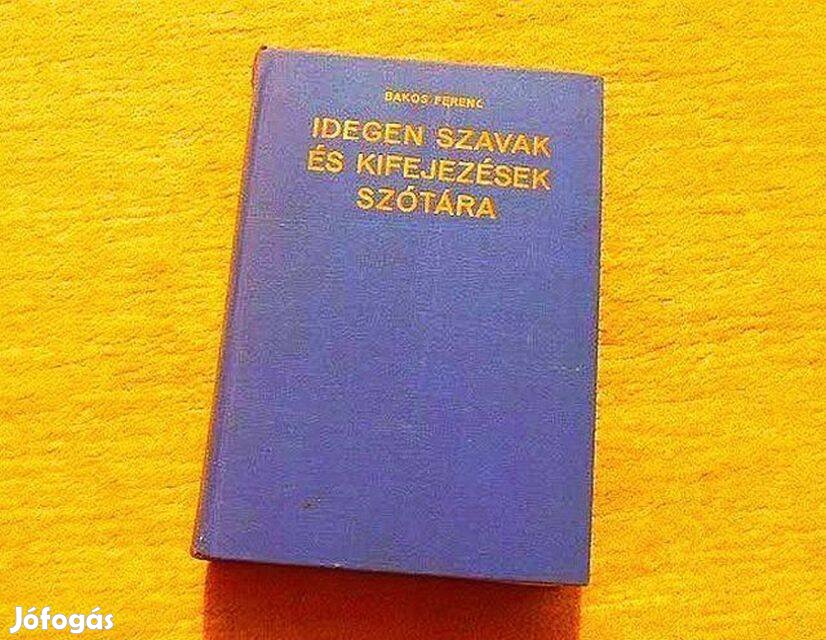 BAKOS FERENC
IDEGEN SZAVAK
ÉS KIFEJEZÉSEK
SZÓTÁRA
Jófogás